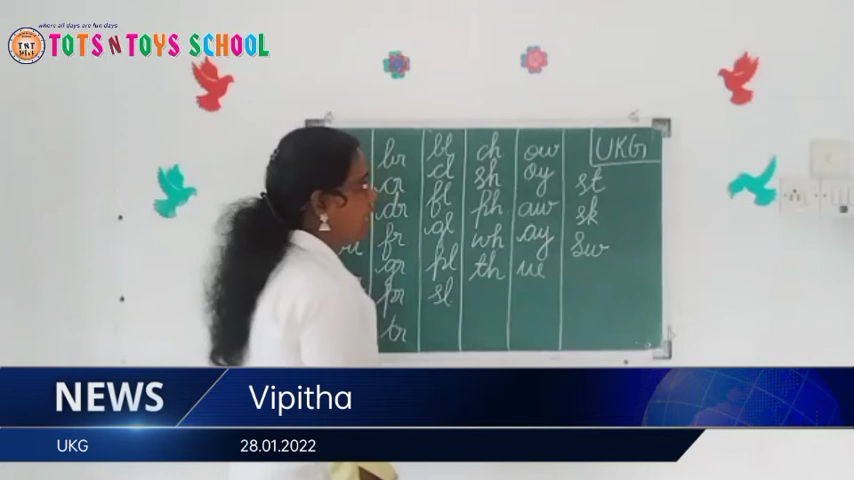 where all days are fun days
TOTS N TOYS SCHOOL
TNT
UKG
br bl ch ow
cr cl sh oy st
dr fl ph aw sk
fr gl wh ay sw
gr pl th ue
pr sl
tr
NEWS Vipitha
UKG 28.01.2022